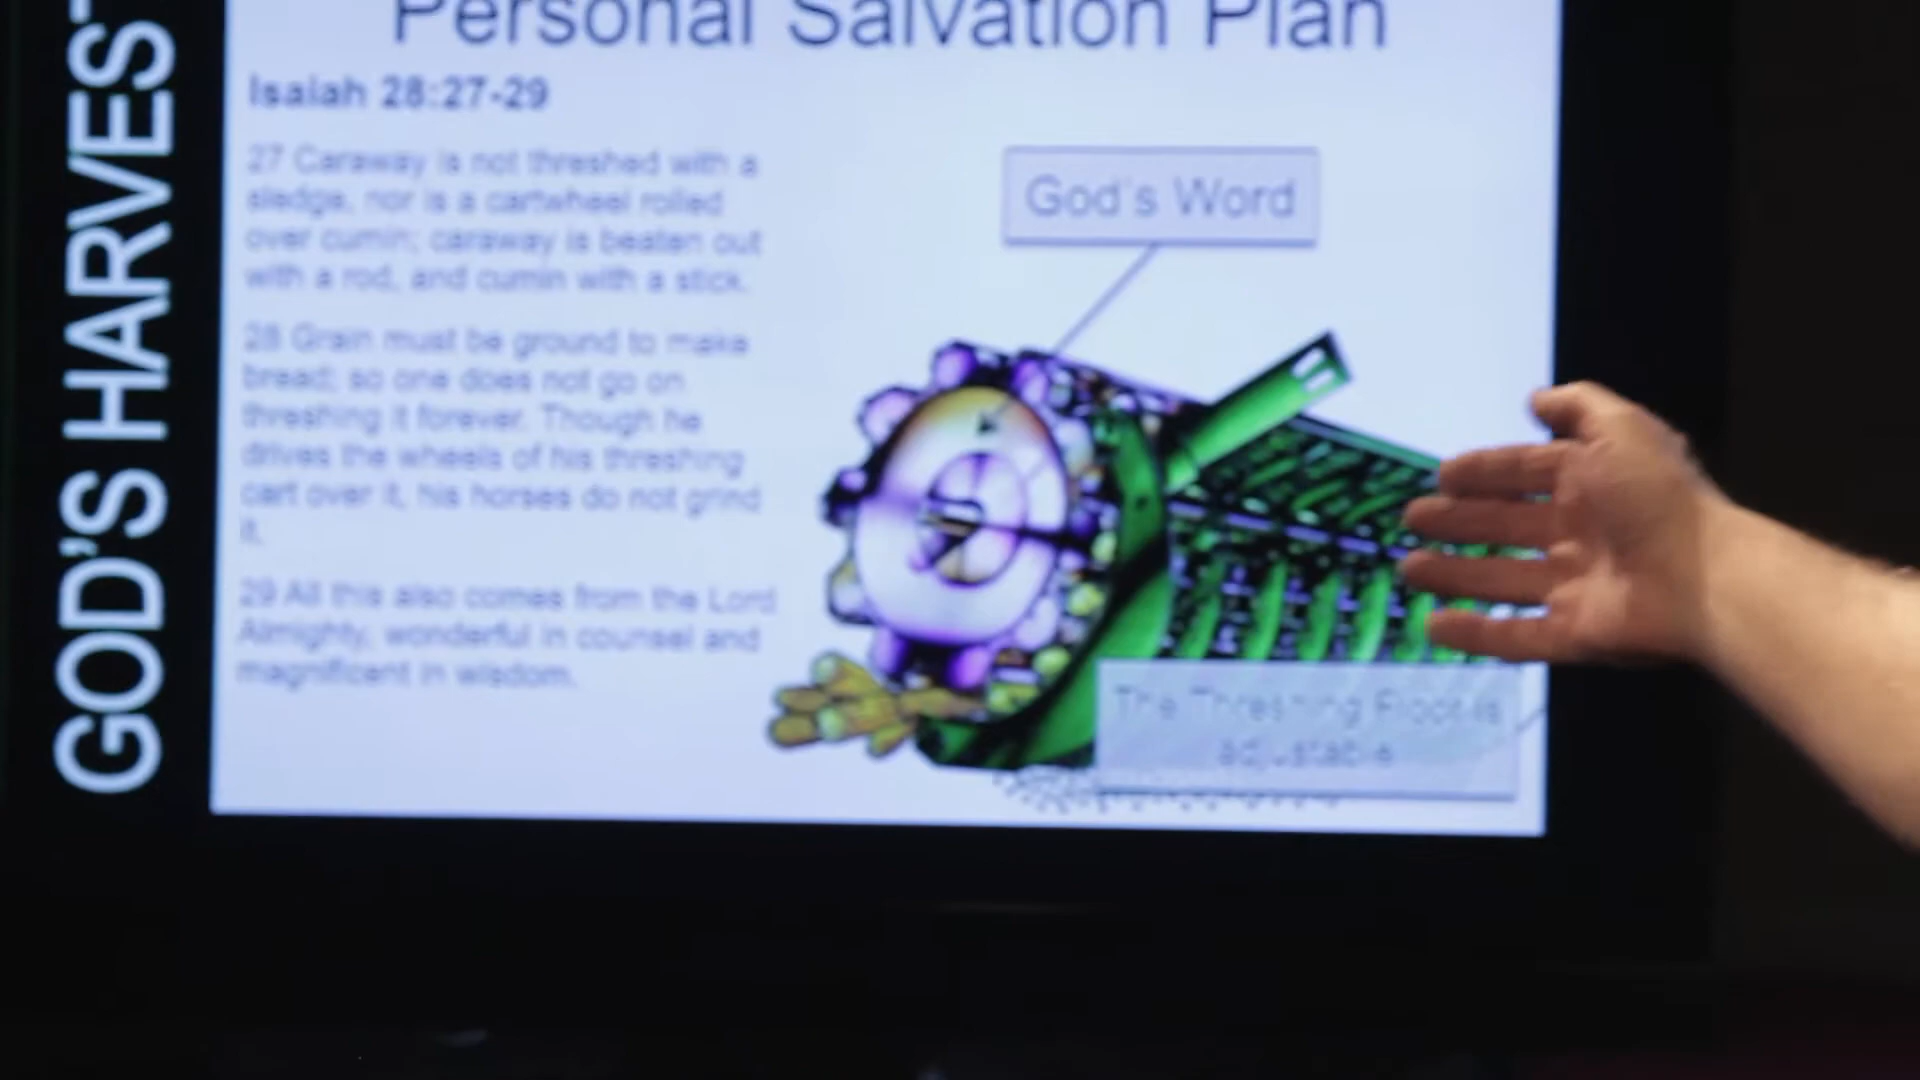 GOD'S HARVEST
Personal Salvation Plan
Isaiah 28:27-29
27 Caraway is not threshed with a
sledge, nor is a cartwheel rolled
over cumin; caraway is beaten out
with a rod, and cumin with a stick.
28 Grain must be ground to make
bread; so one does not go on
threshing it forever. Though he
drives the wheels of his threshing
cart over it, his horses do not grind
it.
29 All this also comes from the Lord
Almighty, wonderful in counsel and
magnificent in wisdom.
God's Word
The Threshing Floor is
adjustable